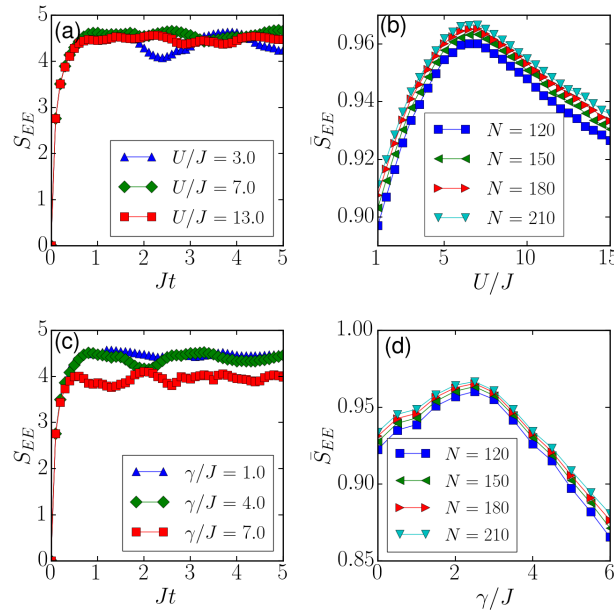 (a)
5
4
3
2
1
0
S_EE
0 1 2 3 4 5
Jt
U/J = 3.0
U/J = 7.0
U/J = 13.0
(b)
0.96
0.94
0.92
0.90
S̄_EE
1 5 10 15
U/J
N = 120
N = 150
N = 180
N = 210
(c)
5
4
3
2
1
0
S_EE
0 1 2 3 4 5
Jt
γ/J = 1.0
γ/J = 4.0
γ/J = 7.0
(d)
1.00
0.95
0.90
0.85
S̄_EE
0 2 4 6
γ/J
N = 120
N = 150
N = 180
N = 210